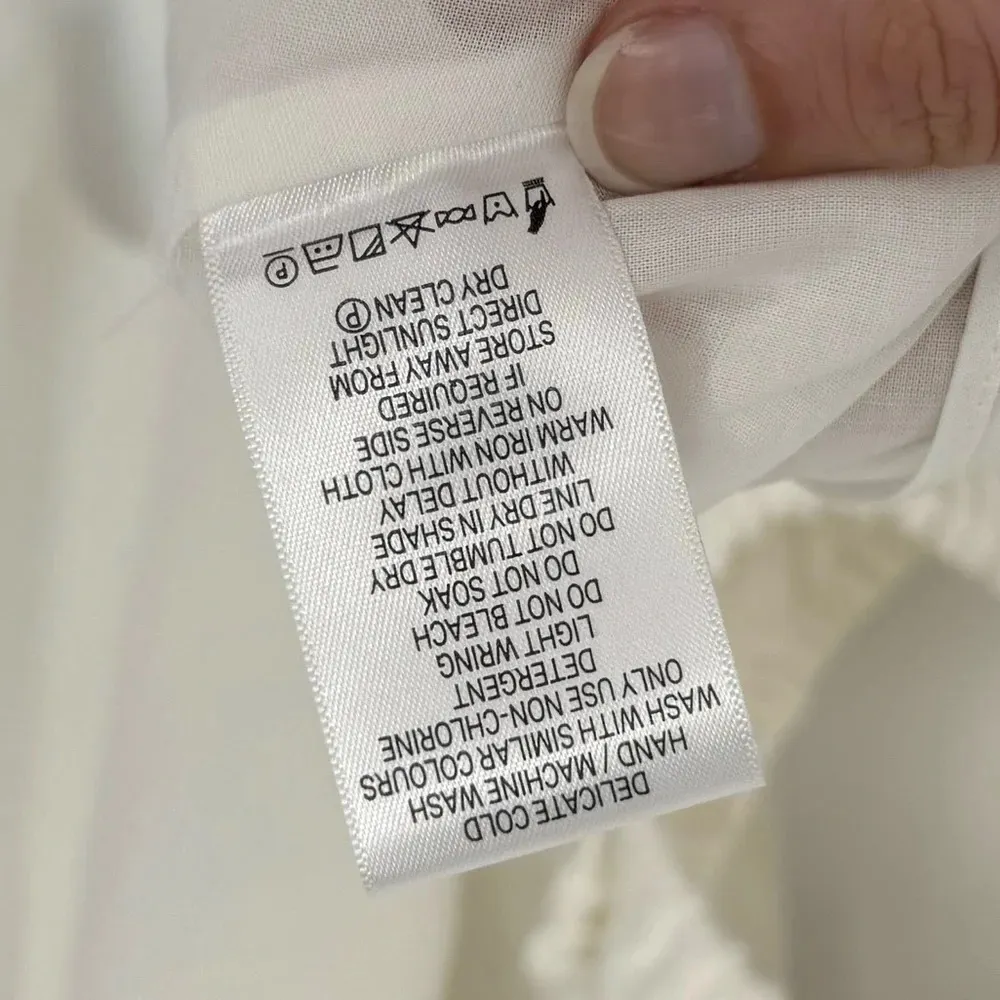 DELICATE COLD
HAND / MACHINE WASH
WASH WITH SIMILAR COLOURS
ONLY USE NON-CHLORINE
DETERGENT
LIGHT WRING
DO NOT BLEACH
DO NOT SOAK
DO NOT TUMBLE DRY
LINE DRY IN SHADE
WITHOUT DELAY
WARM IRON WITH CLOTH
ON REVERSE SIDE
IF REQUIRED
STORE AWAY FROM
DIRECT SUNLIGHT
DRY CLEAN Ⓟ
Ⓟ